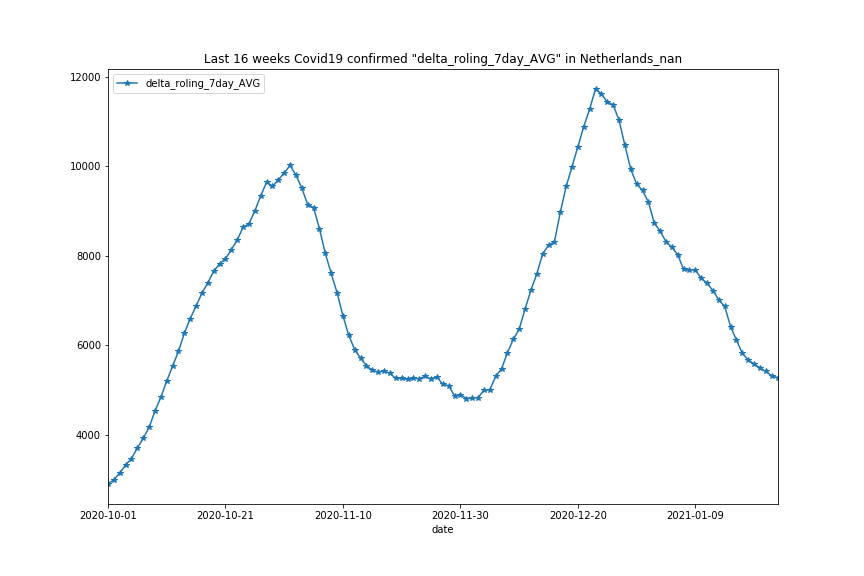 Last 16 weeks Covid19 confirmed "delta_roling_7day_AVG" in Netherlands_nan
delta_roling_7day_AVG
12000
10000
8000
6000
4000
2020-10-01 2020-10-21 2020-11-10 2020-11-30 2020-12-20 2021-01-09
date